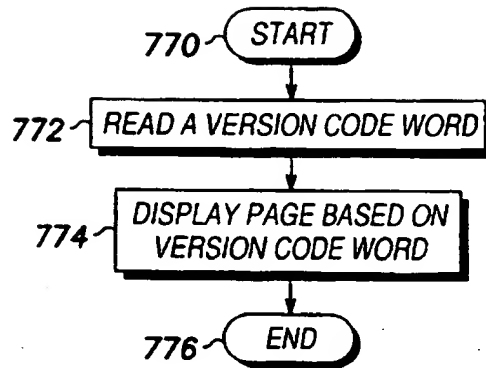 770 START
772 READ A VERSION CODE WORD
774 DISPLAY PAGE BASED ON
VERSION CODE WORD
776 END